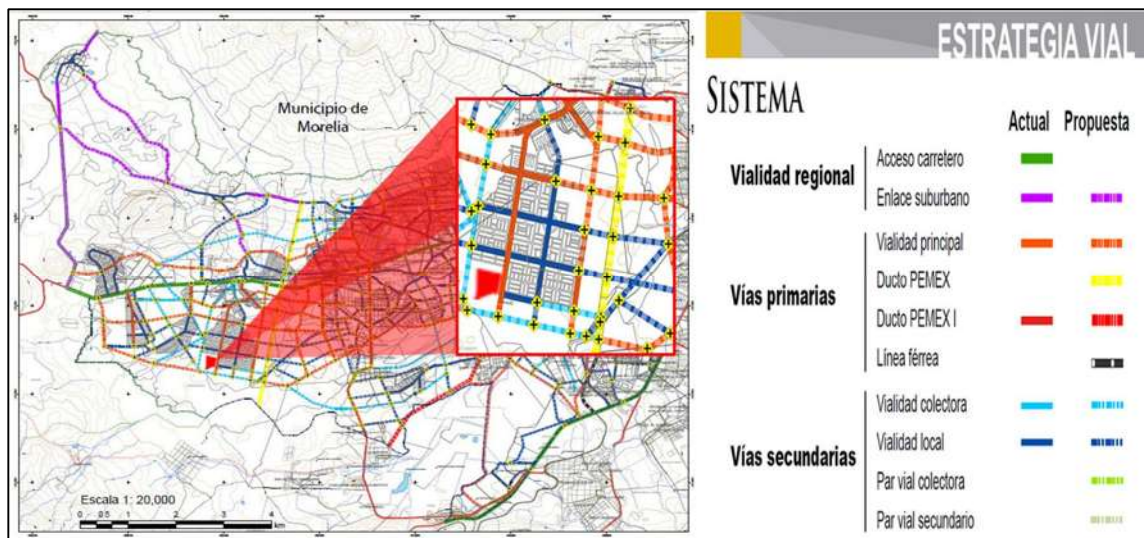 Municipio de
Morelia
Escala 1: 20,000
0 0.5 1 2 3 4
km
ESTRATEGIA VIAL
SISTEMA
Actual Propuesta
Vialidad regional
Acceso carretero
Enlace suburbano
Vías primarias
Vialidad principal
Ducto PEMEX
Ducto PEMEX I
Línea férrea
Vías secundarias
Vialidad colectora
Vialidad local
Par vial colectora
Par vial secundario